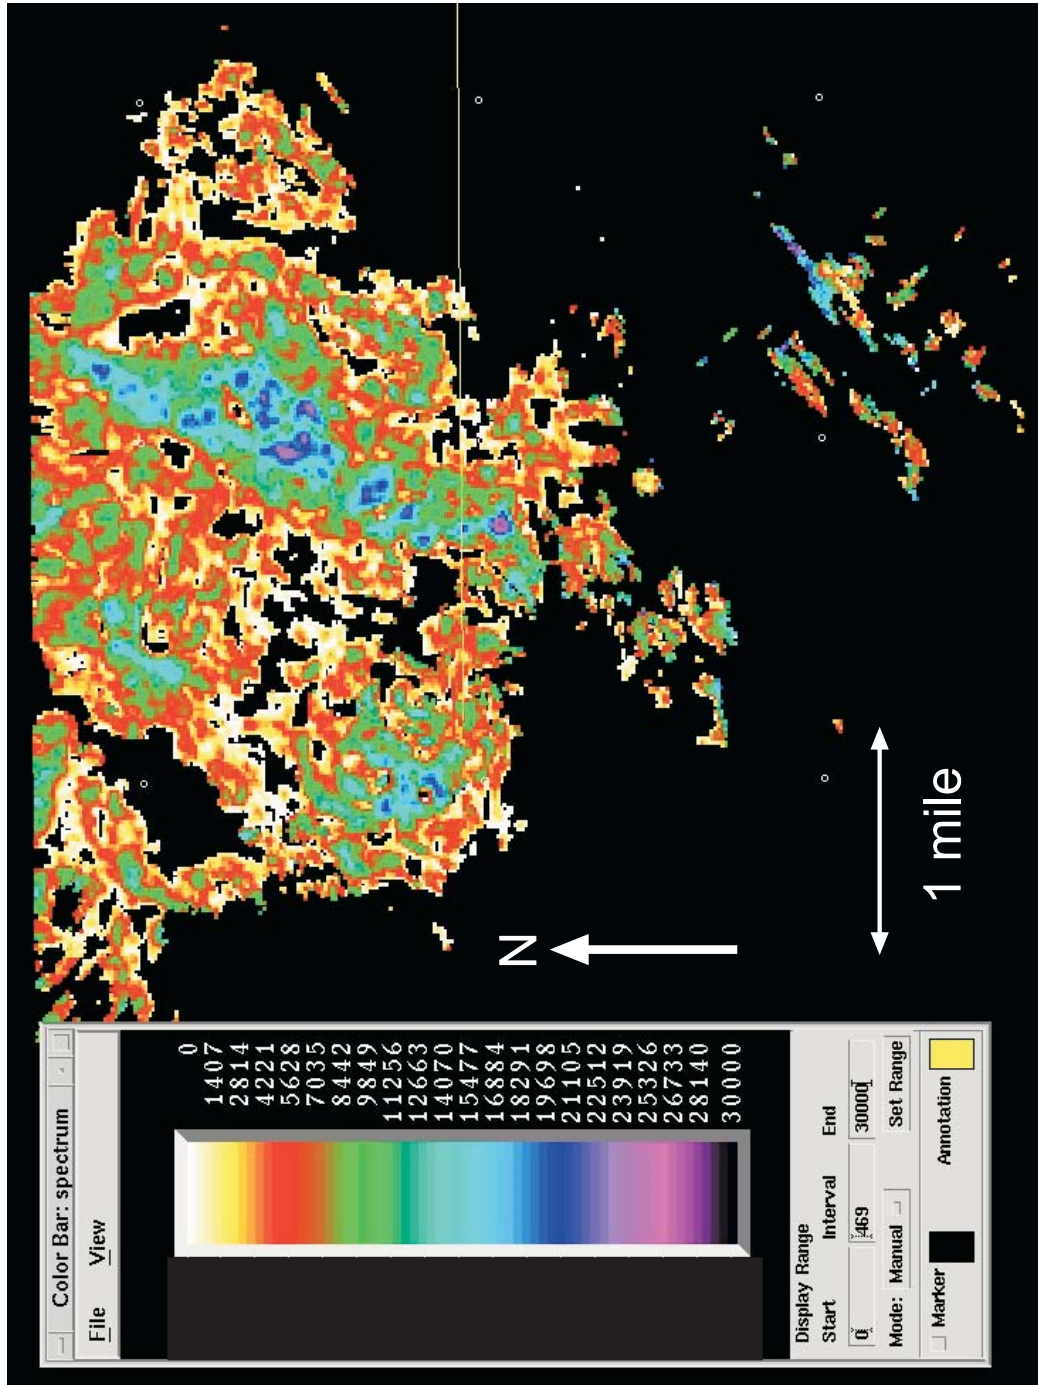 Color Bar: spectrum
File View
0
1407
2814
4221
5628
7035
8442
9849
11256
12663
14070
15477
16884
18291
19698
21105
22512
23919
25326
26733
28140
30000
Display Range
Start Interval End
0 469 30000
Mode: Manual Set Range
Marker Annotation
N
1 mile